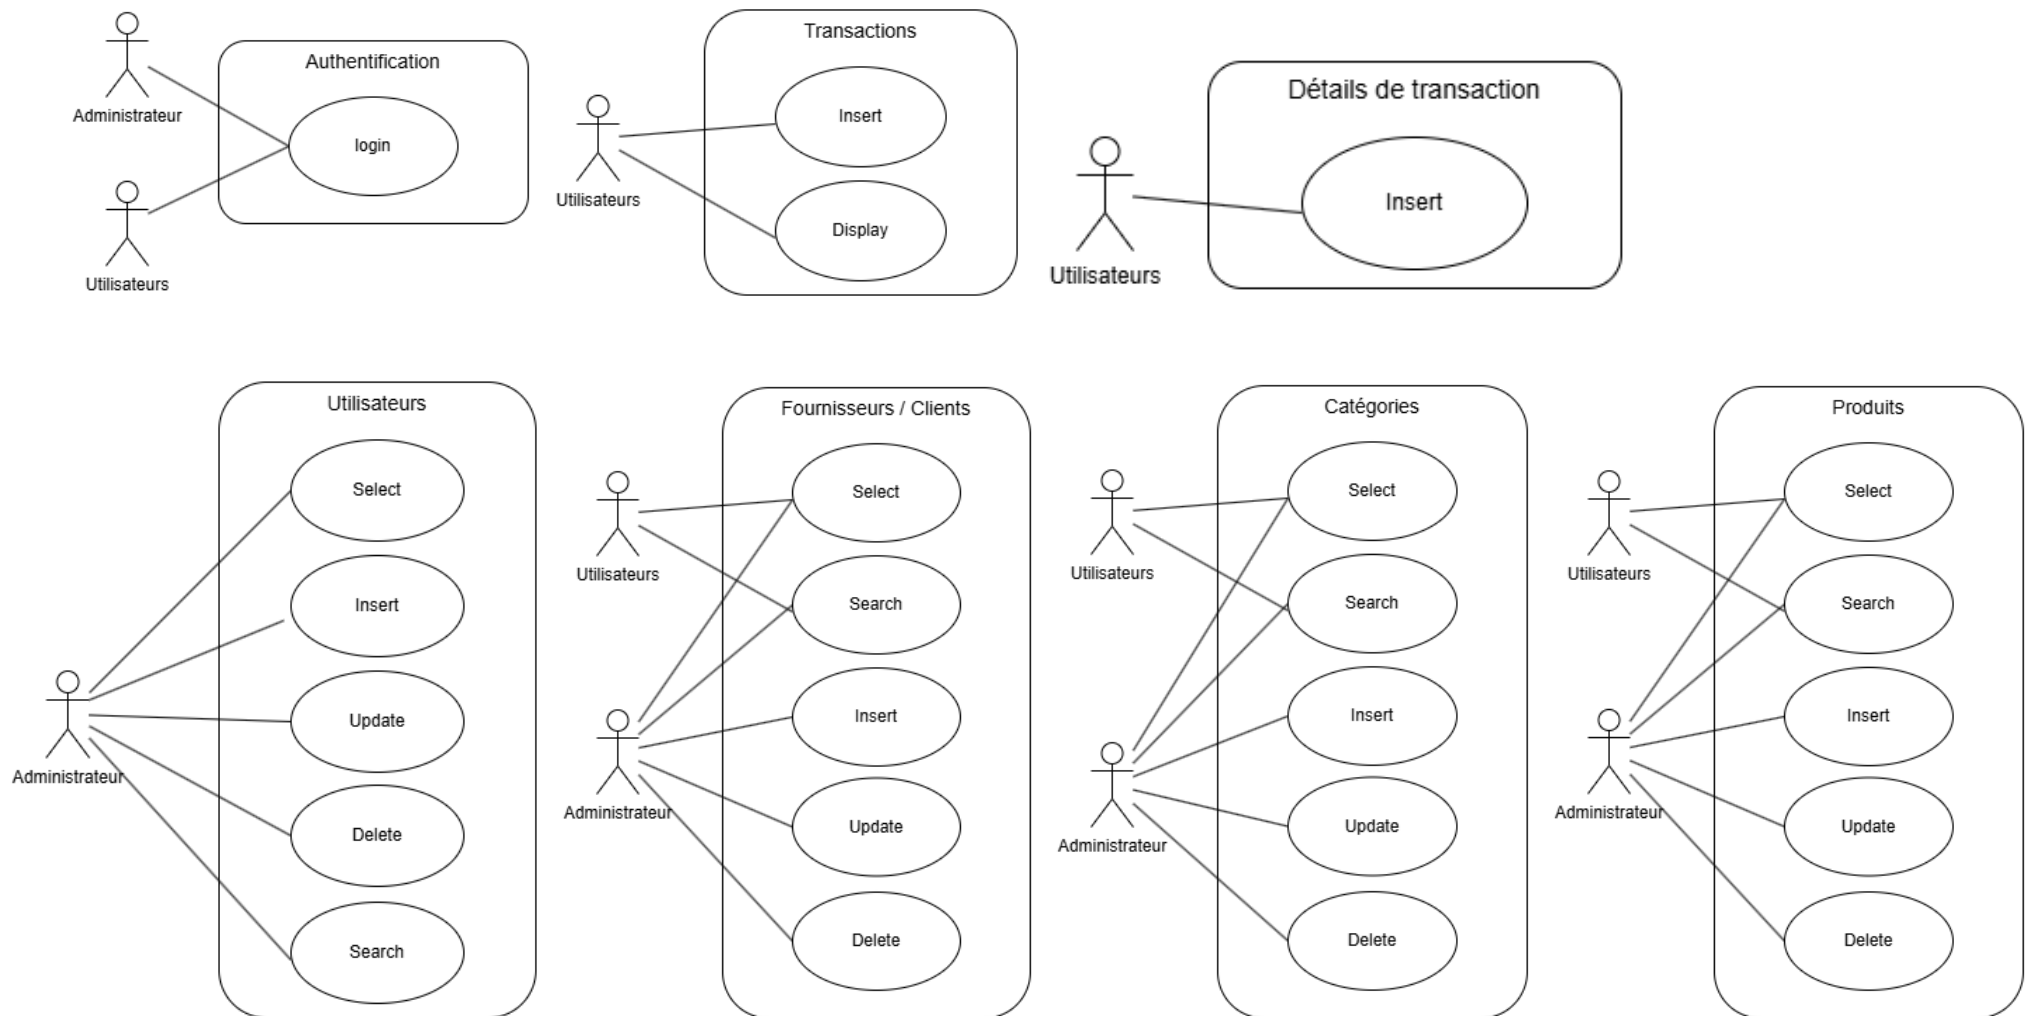 Authentification
login
Administrateur
Utilisateurs
Transactions
Insert
Display
Utilisateurs
Détails de transaction
Insert
Utilisateurs
Utilisateurs
Select
Insert
Update
Delete
Search
Administrateur
Fournisseurs / Clients
Select
Search
Insert
Update
Delete
Utilisateurs
Administrateur
Catégories
Select
Search
Insert
Update
Delete
Utilisateurs
Administrateur
Produits
Select
Search
Insert
Update
Delete
Utilisateurs
Administrateur